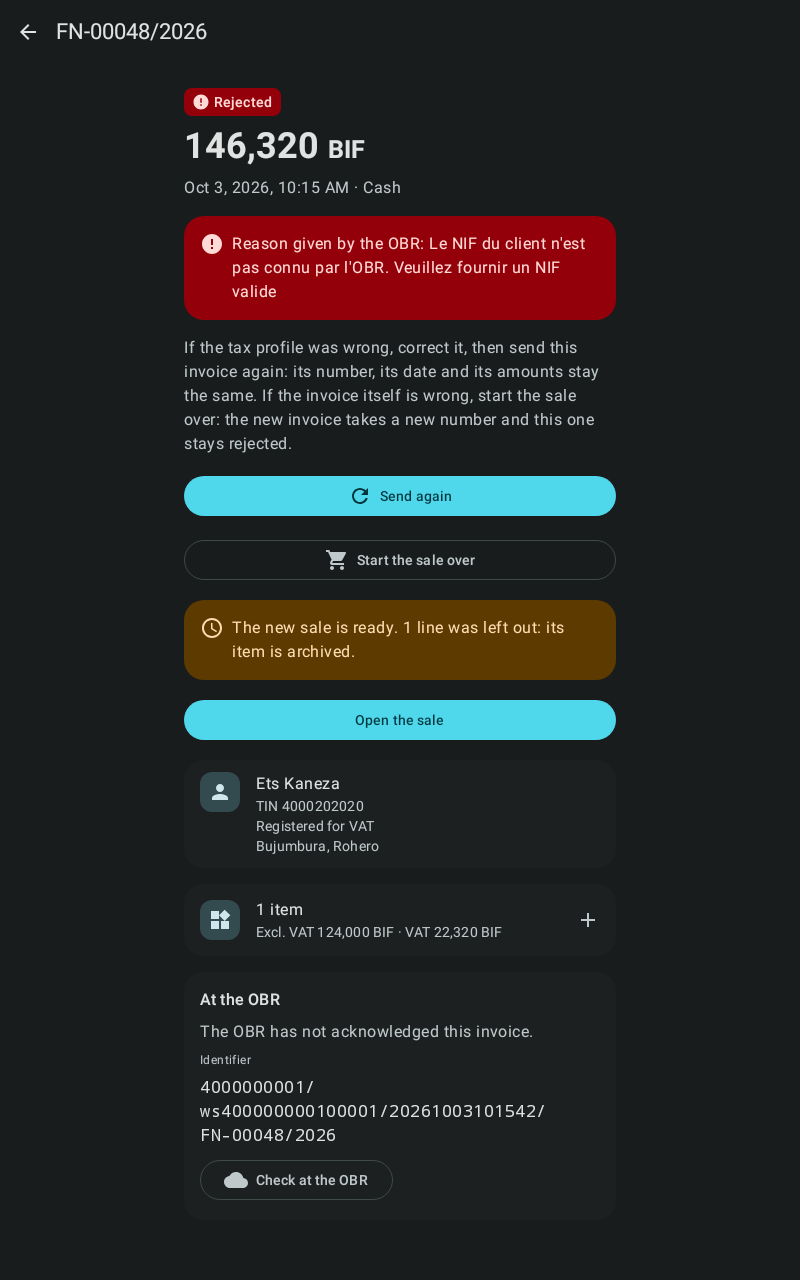 FN-00048/2026
Rejected
146,320 BIF
Oct 3, 2026, 10:15 AM · Cash
Reason given by the OBR: Le NIF du client n'est
pas connu par l'OBR. Veuillez fournir un NIF
valide
If the tax profile was wrong, correct it, then send this
invoice again: its number, its date and its amounts stay
the same. If the invoice itself is wrong, start the sale
over: the new invoice takes a new number and this one
stays rejected.
Send again
Start the sale over
The new sale is ready. 1 line was left out: its
item is archived.
Open the sale
Ets Kaneza
TIN 4000202020
Registered for VAT
Bujumbura, Rohero
1 item
Excl. VAT 124,000 BIF · VAT 22,320 BIF
At the OBR
The OBR has not acknowledged this invoice.
Identifier
4000000001/
ws400000000100001/20261003101542/
FN-00048/2026
Check at the OBR